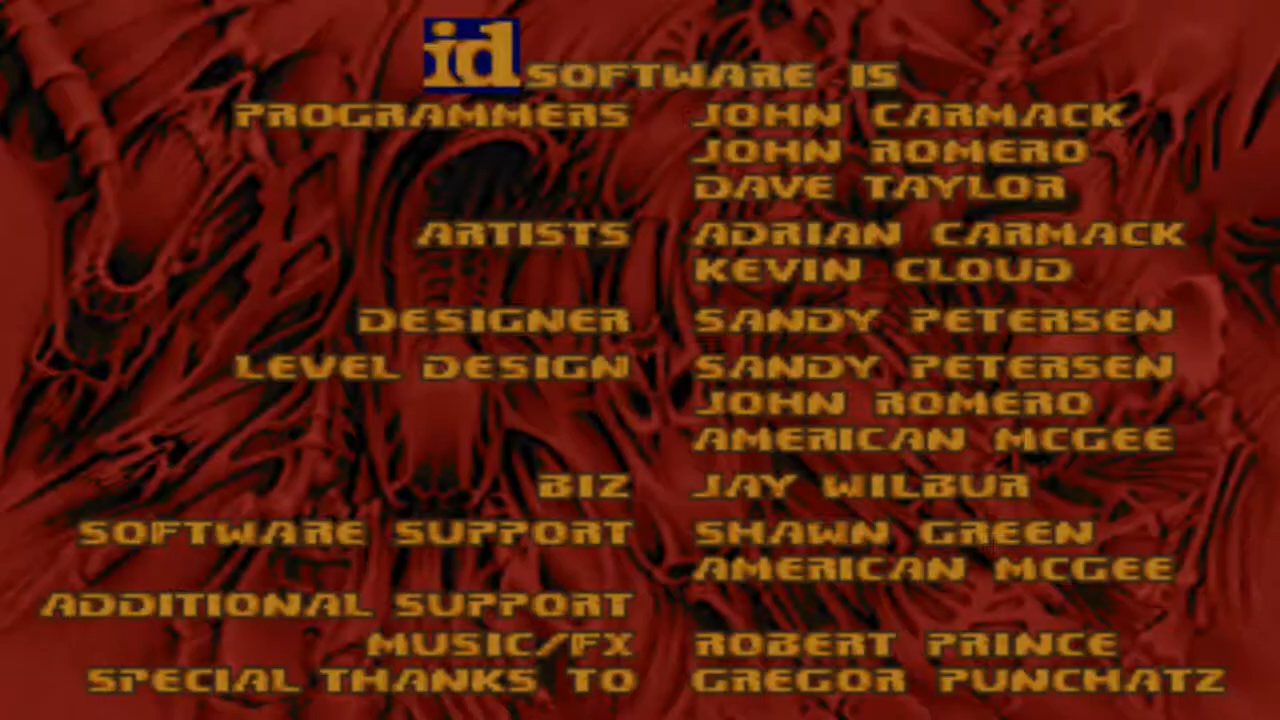 id SOFTWARE IS
PROGRAMMERS JOHN CARMACK
JOHN ROMERO
DAVE TAYLOR
ARTISTS ADRIAN CARMACK
KEVIN CLOUD
DESIGNER SANDY PETERSEN
LEVEL DESIGN SANDY PETERSEN
JOHN ROMERO
AMERICAN MCGEE
BIZ JAY WILBUR
SOFTWARE SUPPORT SHAWN GREEN
AMERICAN MCGEE
ADDITIONAL SUPPORT
MUSIC/FX ROBERT PRINCE
SPECIAL THANKS TO GREGOR PUNCHATZ